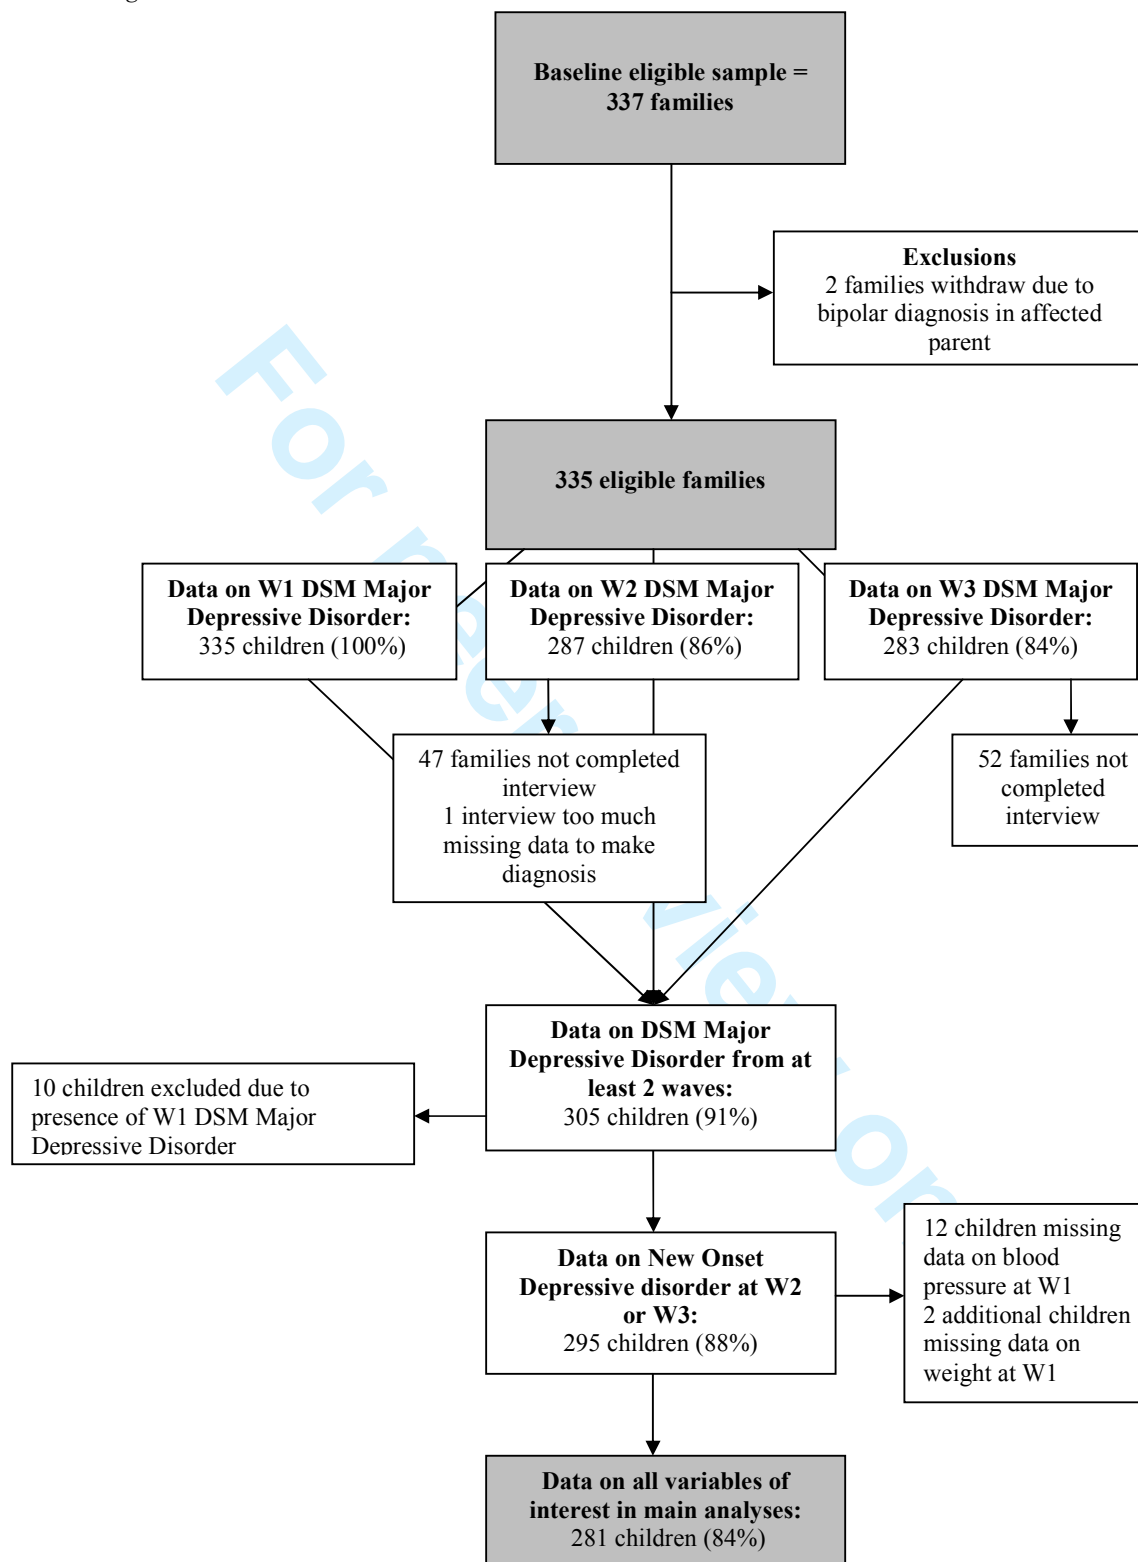 Baseline eligible sample =
337 families
Exclusions
2 families withdraw due to
bipolar diagnosis in affected
parent
335 eligible families
Data on W1 DSM Major
Depressive Disorder:
335 children (100%)
Data on W2 DSM Major
Depressive Disorder:
287 children (86%)
Data on W3 DSM Major
Depressive Disorder:
283 children (84%)
47 families not completed
interview
1 interview too much
missing data to make
diagnosis
52 families not
completed
interview
Data on DSM Major
Depressive Disorder from at
least 2 waves:
305 children (91%)
10 children excluded due to
presence of W1 DSM Major
Depressive Disorder
Data on New Onset
Depressive disorder at W2
or W3:
295 children (88%)
12 children missing
data on blood
pressure at W1
2 additional children
missing data on
weight at W1
Data on all variables of
interest in main analyses:
281 children (84%)
For